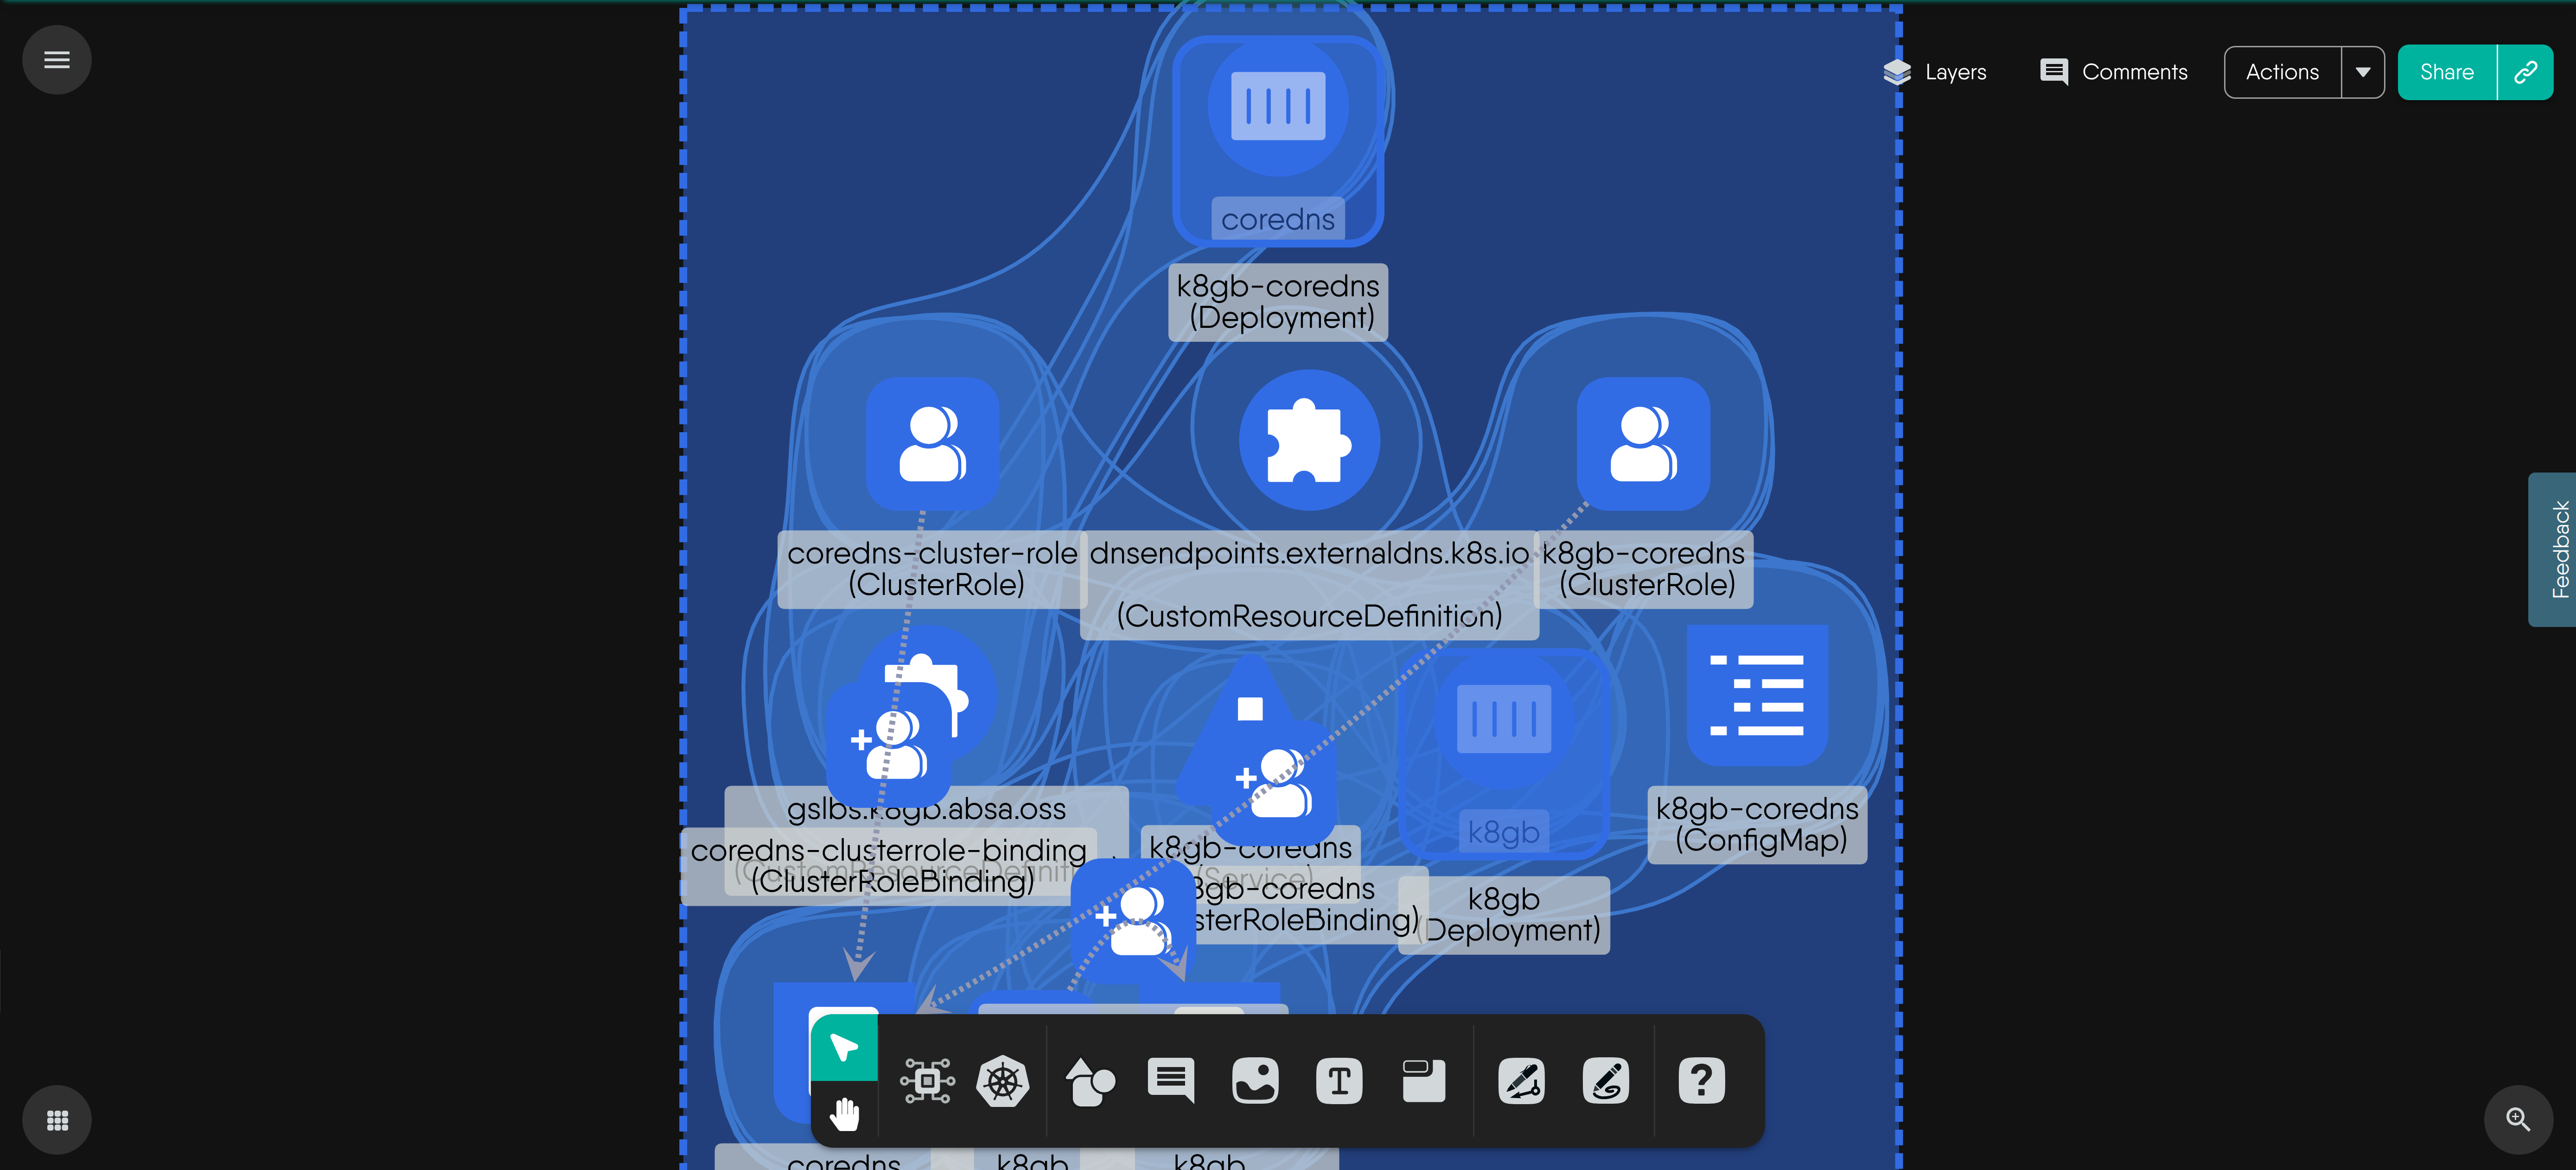 Layers
Comments
Actions
Share
coredns
k8gb-coredns
(Deployment)
coredns-cluster-role
(ClusterRole)
dnsendpoints.externaldns.k8s.io
(CustomResourceDefinition)
k8gb-coredns
(ClusterRole)
Feedback
gslbs.k8gb.absa.oss
coredns-clusterrole-binding
(ClusterRoleBinding)
k8gb-coredns
(Service)
8gb-coredns
sterRoleBinding)
k8gb
k8gb
(Deployment)
k8gb-coredns
(ConfigMap)
coredns
k8gb
k8gb